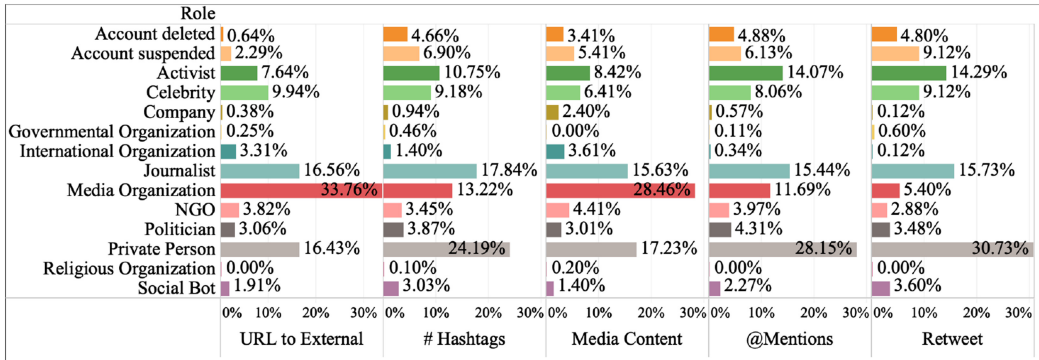 Role
Account deleted 0.64% 4.66% 3.41% 4.88% 4.80%
Account suspended 2.29% 6.90% 5.41% 6.13% 9.12%
Activist 7.64% 10.75% 8.42% 14.07% 14.29%
Celebrity 9.94% 9.18% 6.41% 8.06% 9.12%
Company 0.38% 0.94% 2.40% 0.57% 0.12%
Governmental Organization 0.25% 0.46% 0.00% 0.11% 0.60%
International Organization 3.31% 1.40% 3.61% 0.34% 0.12%
Journalist 16.56% 17.84% 15.63% 15.44% 15.73%
Media Organization 33.76% 13.22% 28.46% 11.69% 5.40%
NGO 3.82% 3.45% 4.41% 3.97% 2.88%
Politician 3.06% 3.87% 3.01% 4.31% 3.48%
Private Person 16.43% 24.19% 17.23% 28.15% 30.73%
Religious Organization 0.00% 0.10% 0.20% 0.00% 0.00%
Social Bot 1.91% 3.03% 1.40% 2.27% 3.60%
0% 10% 20% 30% 0% 10% 20% 30% 0% 10% 20% 30% 0% 10% 20% 30% 0% 10% 20% 30%
URL to External # Hashtags Media Content @Mentions Retweet